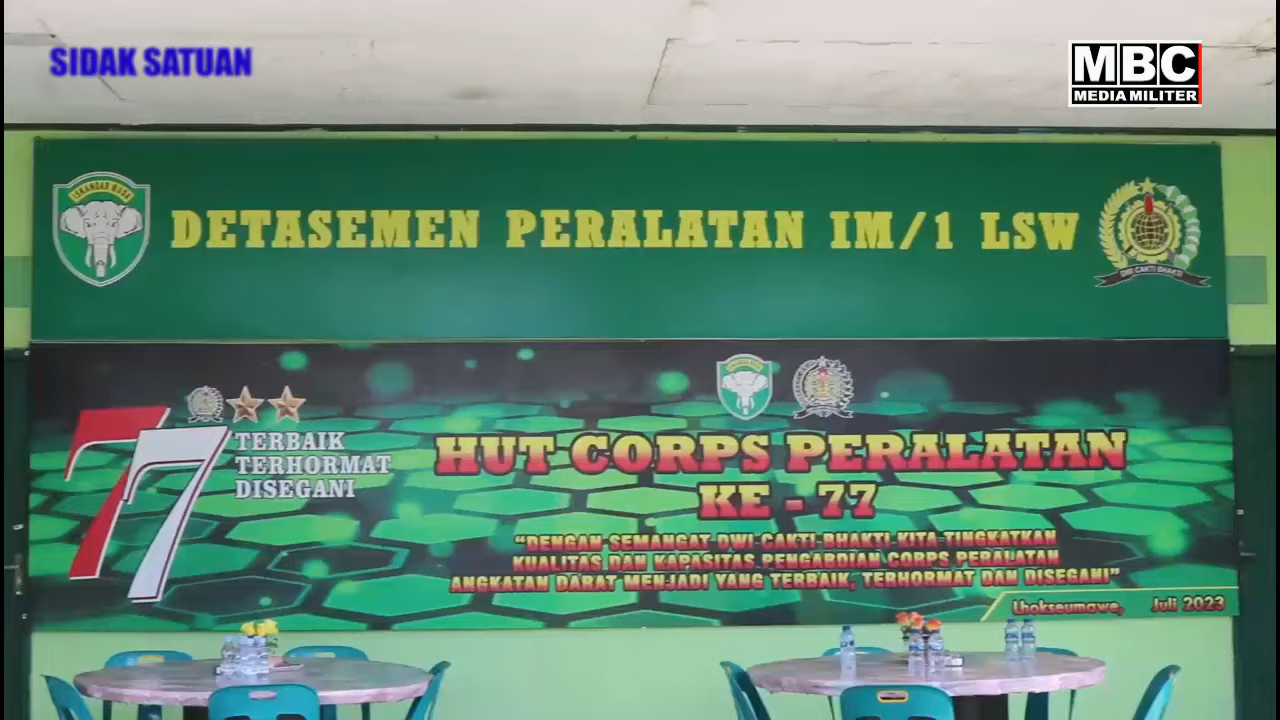 SIDAK SATUAN
MBC
MEDIA MILITER
ISKANDAR MUDA
DETASEMEN PERALATAN IM/1 LSW
DWI CAKTI BHAKTI
77
TERBAIK
TERHORMAT
DISEGANI
HUT CORPS PERALATAN
KE - 77
"DENGAN SEMANGAT DWI CAKTI BHAKTI KITA TINGKATKAN
KUALITAS DAN KAPASITAS PENGABDIAN CORPS PERALATAN
ANGKATAN DARAT MENJADI YANG TERBAIK, TERHORMAT DAN DISEGANI"
Lhokseumawe, Juli 2023